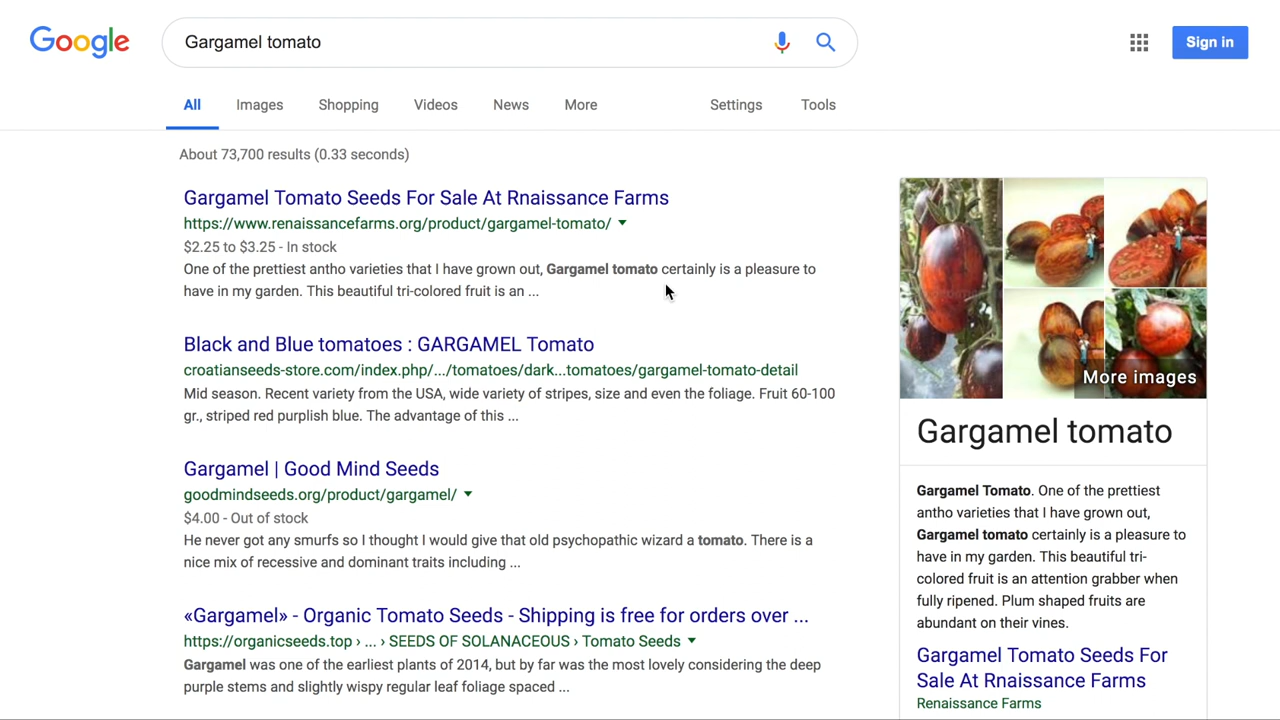 Google
Gargamel tomato
Sign in
All Images Shopping Videos News More Settings Tools
About 73,700 results (0.33 seconds)
Gargamel Tomato Seeds For Sale At Rnaissance Farms
https://www.renaissancefarms.org/product/gargamel-tomato/
$2.25 to $3.25 - In stock
One of the prettiest antho varieties that I have grown out, Gargamel tomato certainly is a pleasure to
have in my garden. This beautiful tri-colored fruit is an ...
Black and Blue tomatoes : GARGAMEL Tomato
croatianseeds-store.com/index.php/.../tomatoes/dark...tomatoes/gargamel-tomato-detail
Mid season. Recent variety from the USA, wide variety of stripes, size and even the foliage. Fruit 60-100
gr., striped red purplish blue. The advantage of this ...
Gargamel | Good Mind Seeds
goodmindseeds.org/product/gargamel/
$4.00 - Out of stock
He never got any smurfs so I thought I would give that old psychopathic wizard a tomato. There is a
nice mix of recessive and dominant traits including ...
«Gargamel» - Organic Tomato Seeds - Shipping is free for orders over ...
https://organicseeds.top › ... › SEEDS OF SOLANACEOUS › Tomato Seeds
Gargamel was one of the earliest plants of 2014, but by far was the most lovely considering the deep
purple stems and slightly wispy regular leaf foliage spaced ...
More images
Gargamel tomato
Gargamel Tomato. One of the prettiest
antho varieties that I have grown out,
Gargamel tomato certainly is a pleasure to
have in my garden. This beautiful tri-
colored fruit is an attention grabber when
fully ripened. Plum shaped fruits are
abundant on their vines.
Gargamel Tomato Seeds For
Sale At Rnaissance Farms
Renaissance Farms